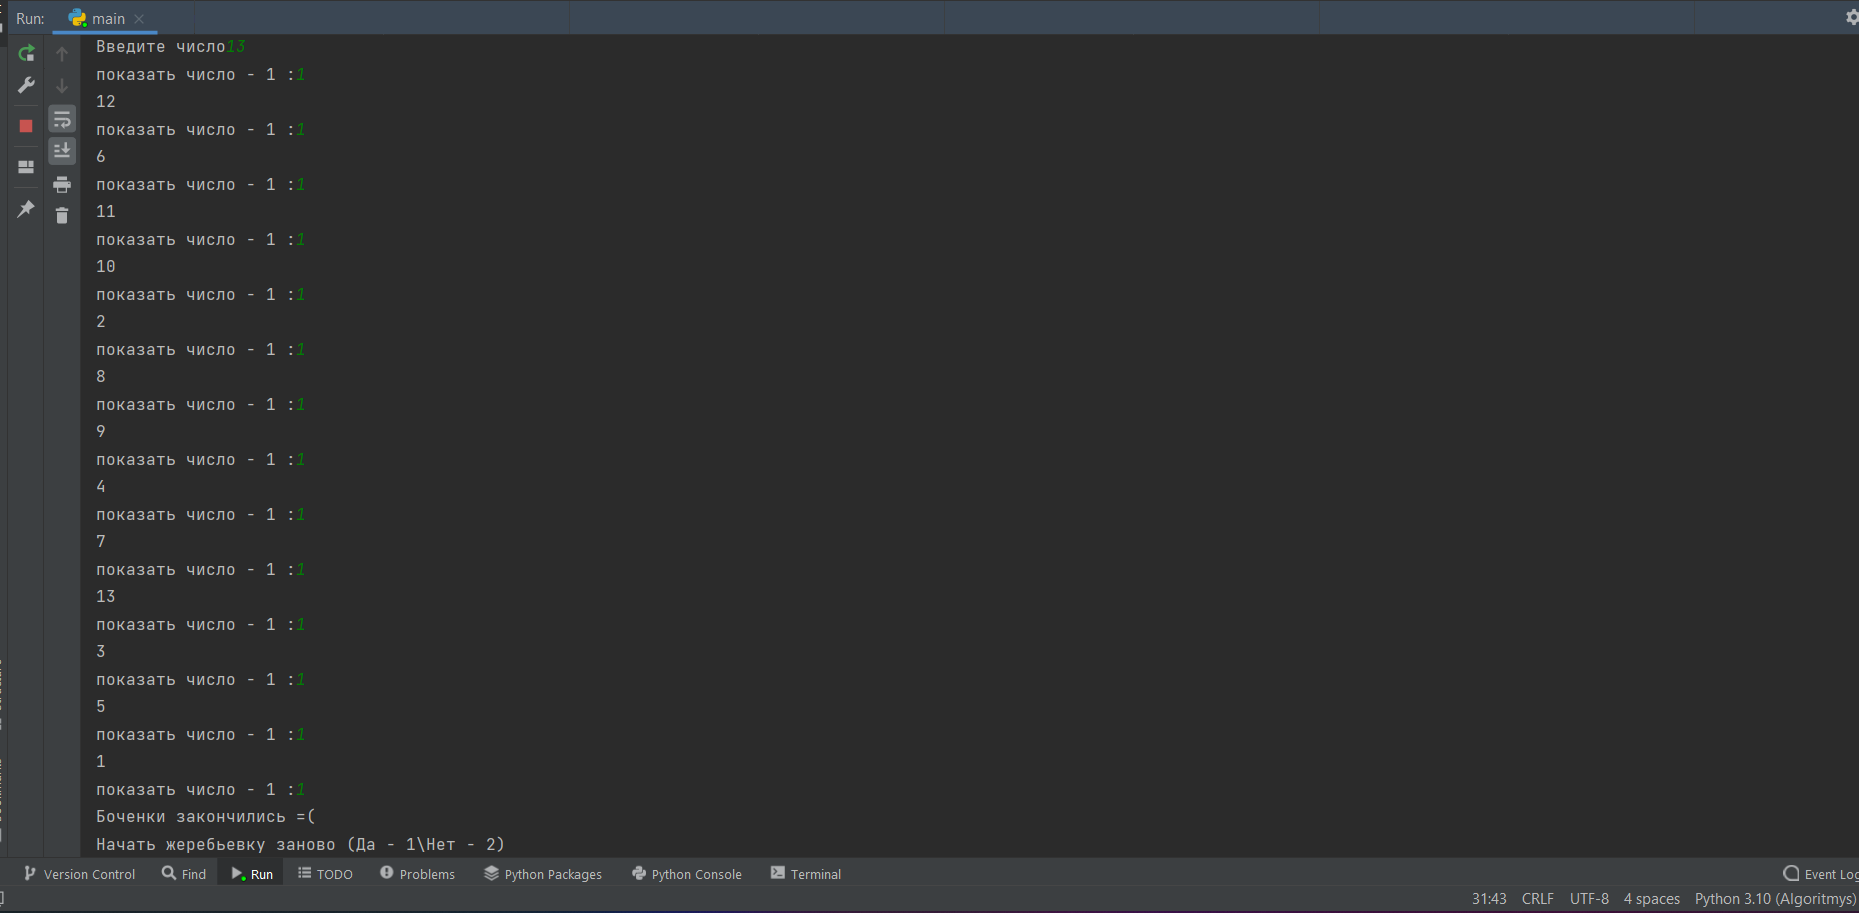 Run: main
Введите число13
показать число - 1 :1
12
показать число - 1 :1
6
показать число - 1 :1
11
показать число - 1 :1
10
показать число - 1 :1
2
показать число - 1 :1
8
показать число - 1 :1
9
показать число - 1 :1
4
показать число - 1 :1
7
показать число - 1 :1
13
показать число - 1 :1
3
показать число - 1 :1
5
показать число - 1 :1
1
показать число - 1 :1
Боченки закончились =(
Начать жеребьевку заново (Да - 1\Нет - 2)
Version Control Find Run TODO Problems Python Packages Python Console Terminal Event Log
31:43 CRLF UTF-8 4 spaces Python 3.10 (Algoritmys)